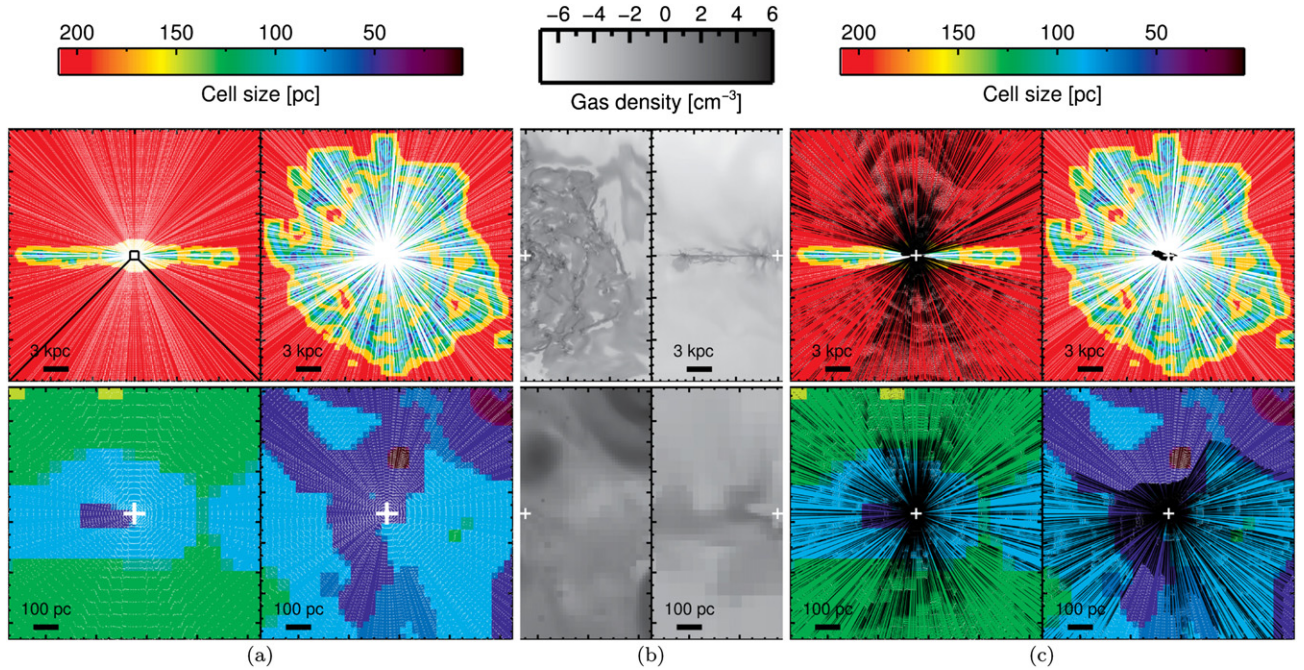 200 150 100 50
Cell size [pc]
−6 −4 −2 0 2 4 6
Gas density [cm−3]
200 150 100 50
Cell size [pc]
3 kpc
3 kpc
3 kpc
3 kpc
3 kpc
3 kpc
100 pc
100 pc
100 pc
100 pc
100 pc
100 pc
(a)
(b)
(c)